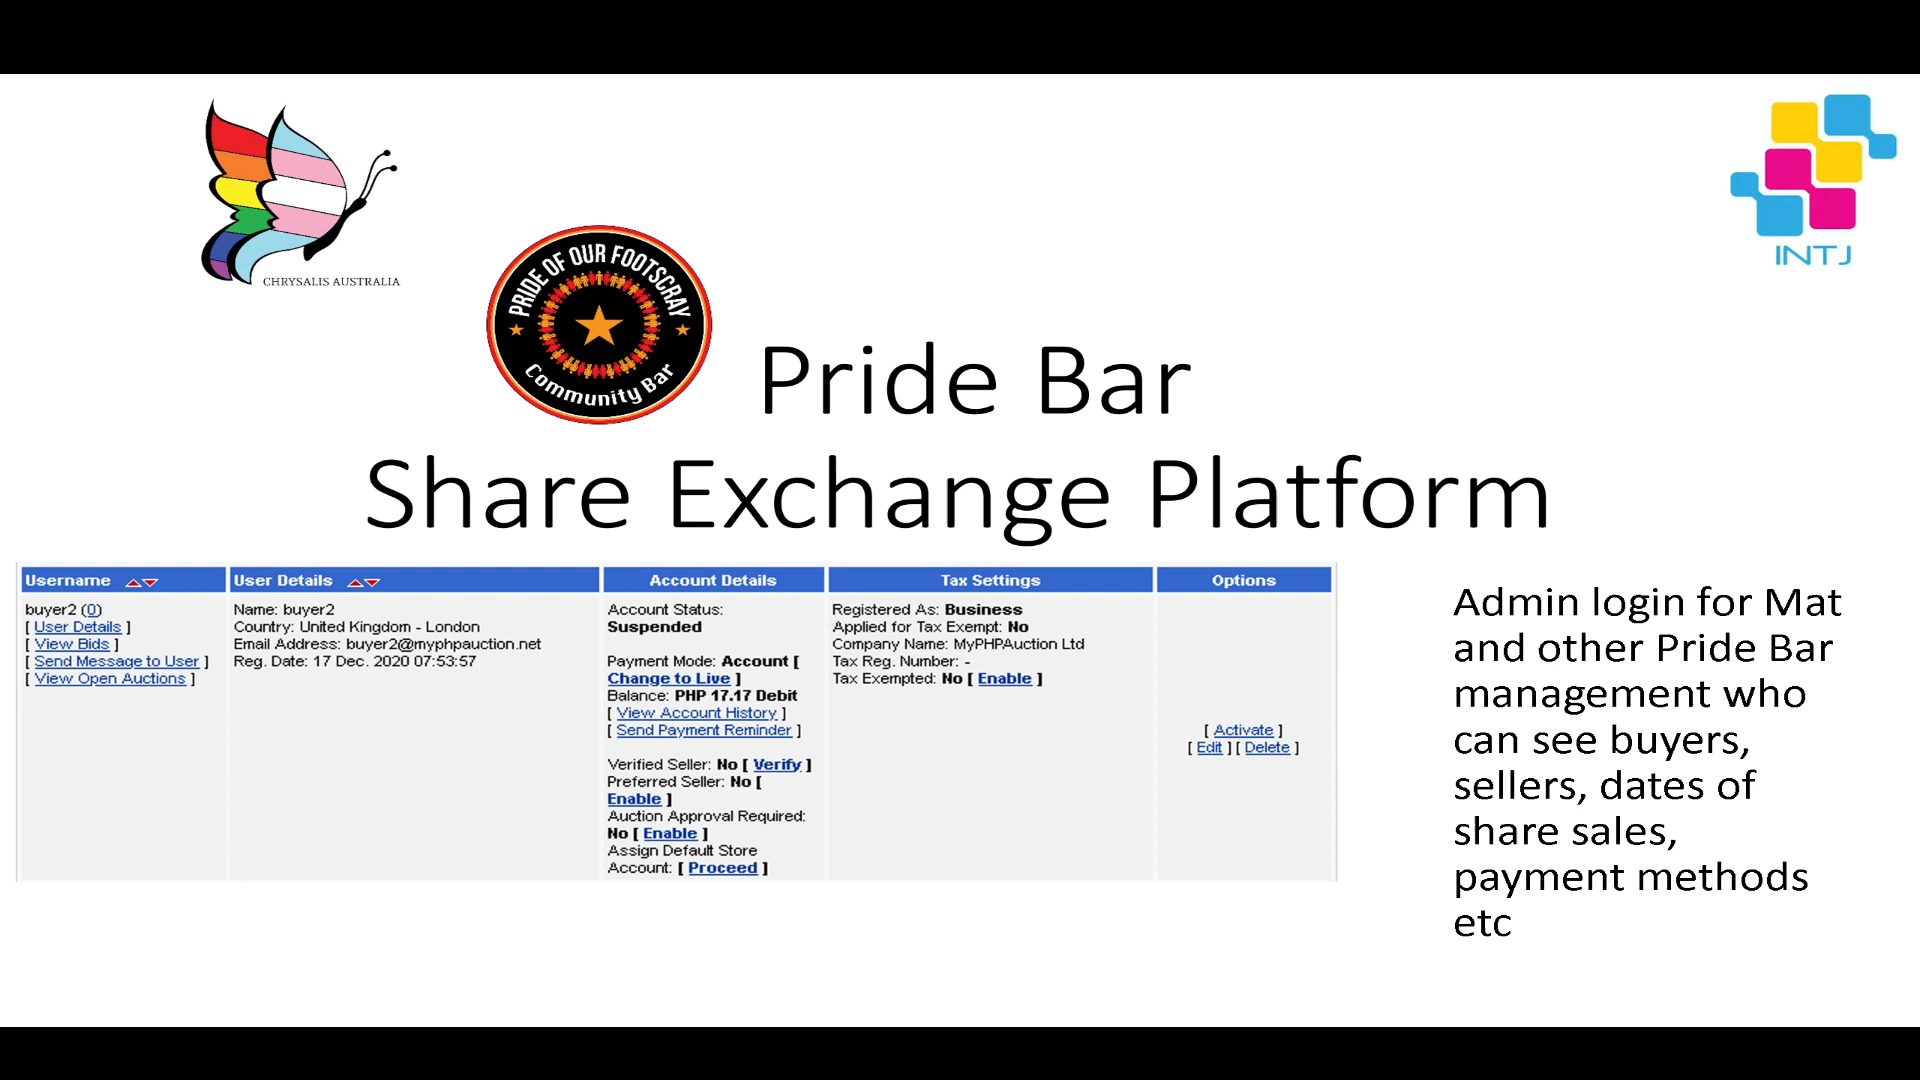 CHRYSALIS AUSTRALIA
INTJ
PRIDE OF OUR FOOTSCRAY
Community Bar
Pride Bar
Share Exchange Platform
Username
User Details
Account Details
Tax Settings
Options
buyer2 (0)
[ User Details ]
[ View Bids ]
[ Send Message to User ]
[ View Open Auctions ]
Name: buyer2
Country: United Kingdom - London
Email Address: buyer2@myphpauction.net
Reg. Date: 17 Dec. 2020 07:53:57
Account Status:
Suspended
Payment Mode: Account [
Change to Live ]
Balance: PHP 17.17 Debit
[ View Account History ]
[ Send Payment Reminder ]
Verified Seller: No [ Verify ]
Preferred Seller: No [
Enable ]
Auction Approval Required:
No [ Enable ]
Assign Default Store
Account: [ Proceed ]
Registered As: Business
Applied for Tax Exempt: No
Company Name: MyPHPAuction Ltd
Tax Reg. Number: -
Tax Exempted: No [ Enable ]
[ Activate ]
[ Edit ] [ Delete ]
Admin login for Mat
and other Pride Bar
management who
can see buyers,
sellers, dates of
share sales,
payment methods
etc